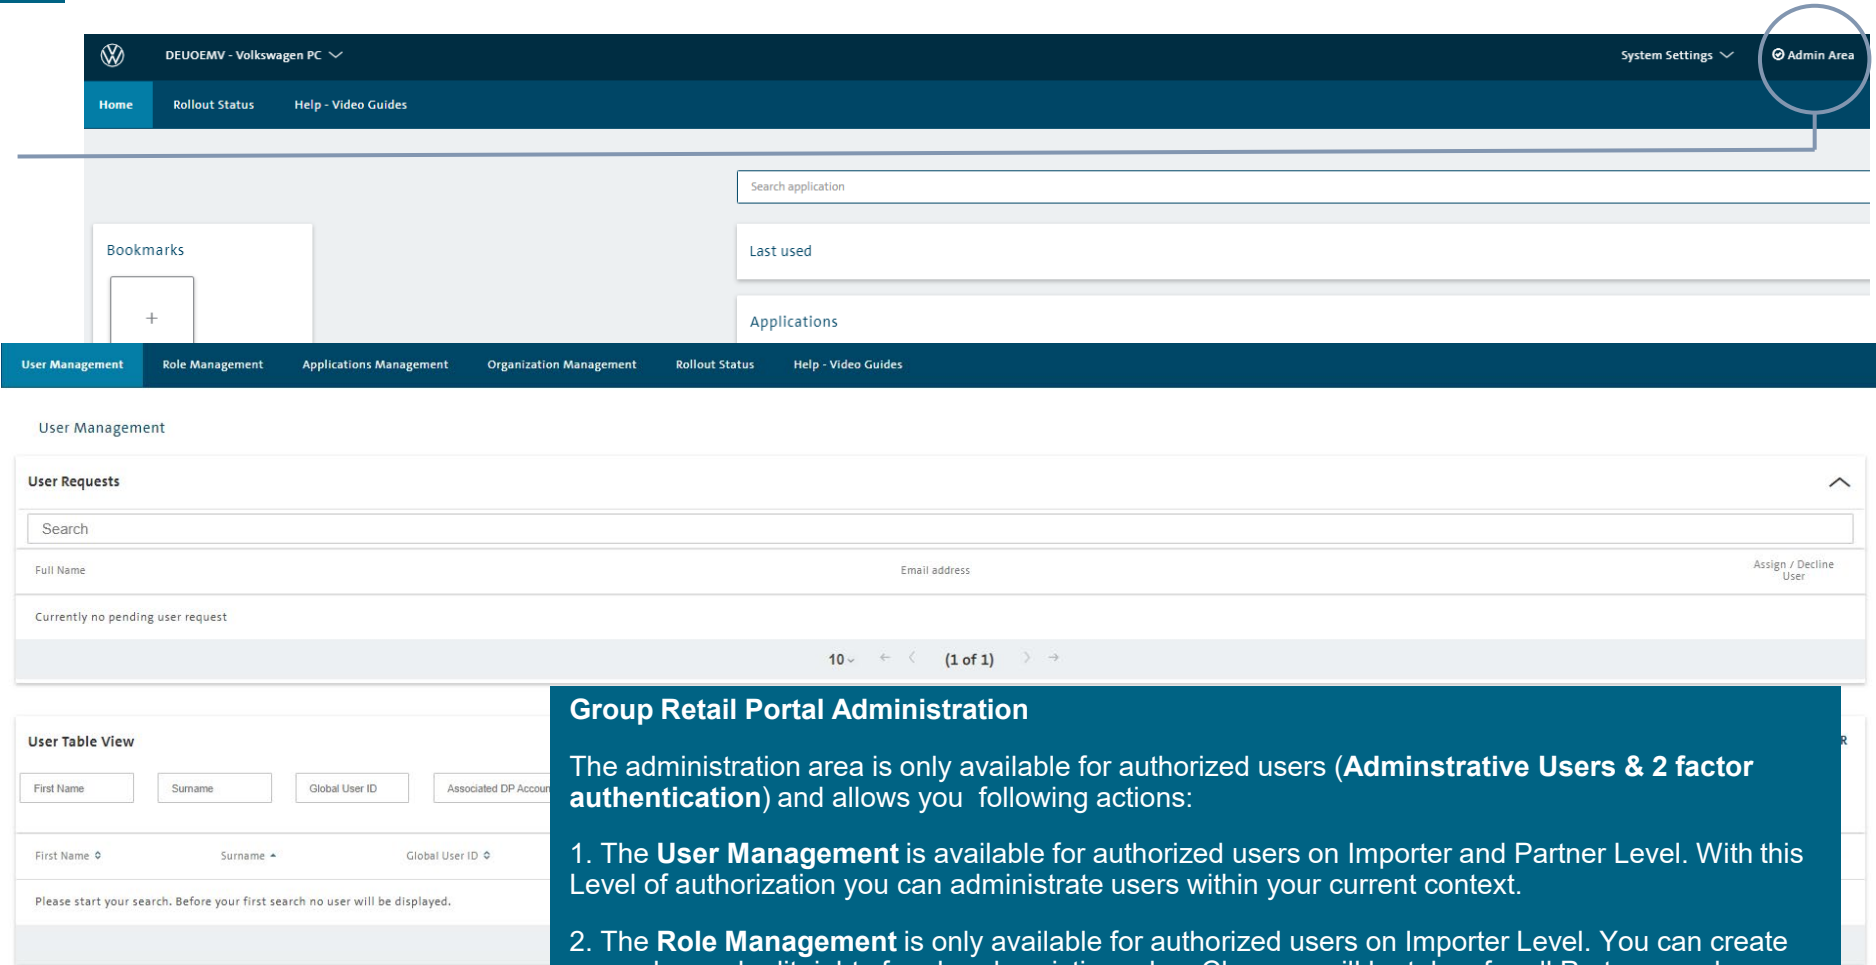 DEUOEMV - Volkswagen PC
System Settings
Admin Area
Home
Rollout Status
Help - Video Guides
Search application
Bookmarks
+
Last used
Applications
User Management
Role Management
Applications Management
Organization Management
Rollout Status
Help - Video Guides
User Management
User Requests
Search
Full Name
Email address
Assign / Decline
User
Currently no pending user request
10
(1 of 1)
User Table View
R
First Name
Surname
Global User ID
Associated DP Accoun
First Name
Surname
Global User ID
Please start your search. Before your first search no user will be displayed.
Group Retail Portal Administration
The administration area is only available for authorized users (Adminstrative Users & 2 factor
authentication) and allows you following actions:
1. The User Management is available for authorized users on Importer and Partner Level. With this
Level of authorization you can administrate users within your current context.
2. The Role Management is only available for authorized users on Importer Level. You can create